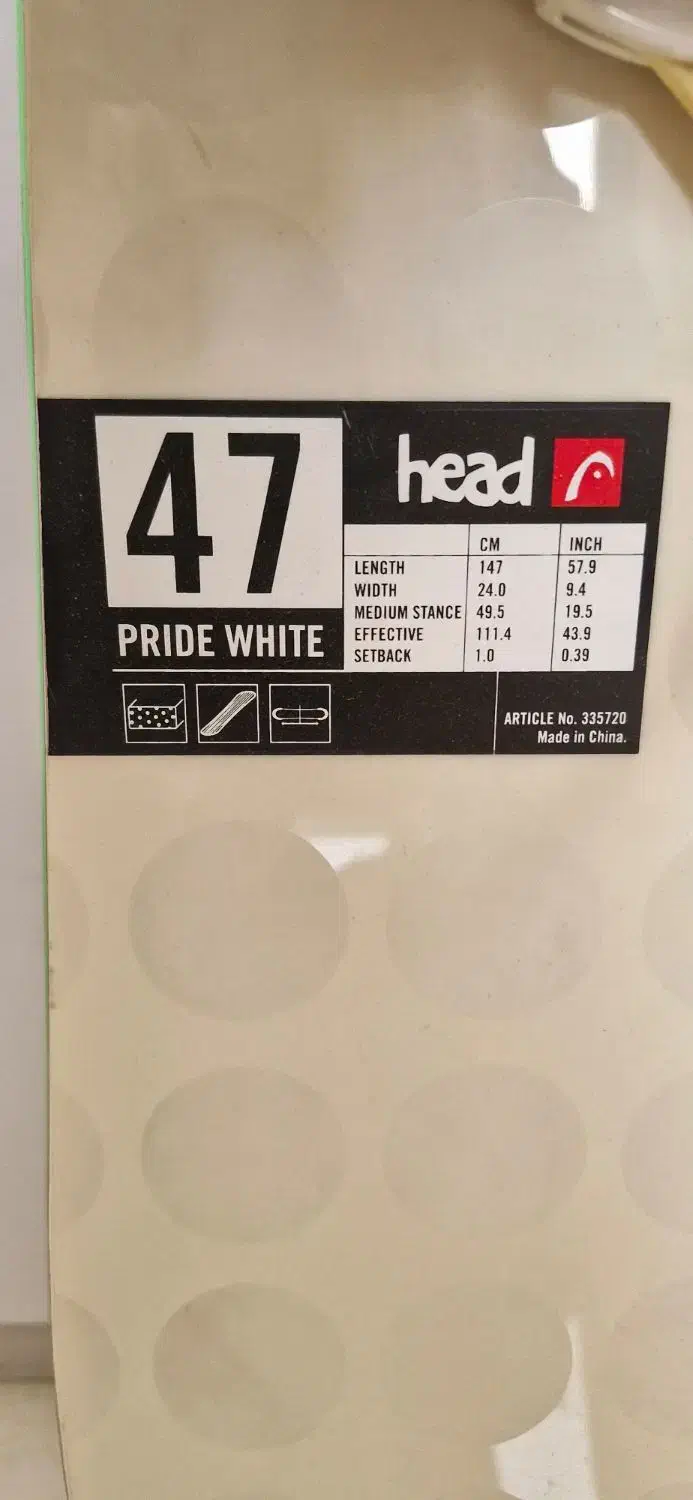 47
PRIDE WHITE
head
CM INCH
LENGTH 147 57.9
WIDTH 24.0 9.4
MEDIUM STANCE 49.5 19.5
EFFECTIVE 111.4 43.9
SETBACK 1.0 0.39
ARTICLE No. 335720
Made in China.